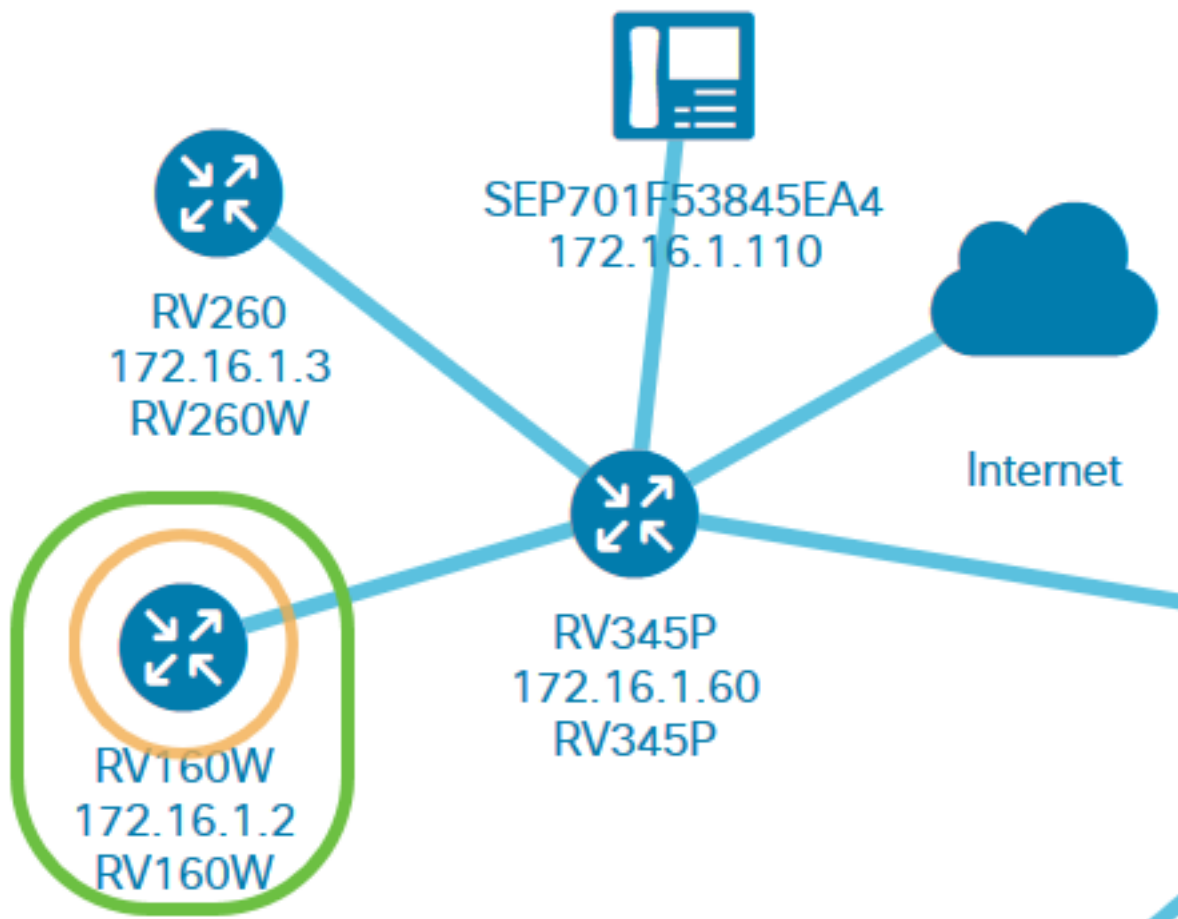 SEP701F53845EA4
172.16.1.110
RV260
172.16.1.3
RV260W
Internet
RV345P
172.16.1.60
RV345P
RV160W
172.16.1.2
RV160W